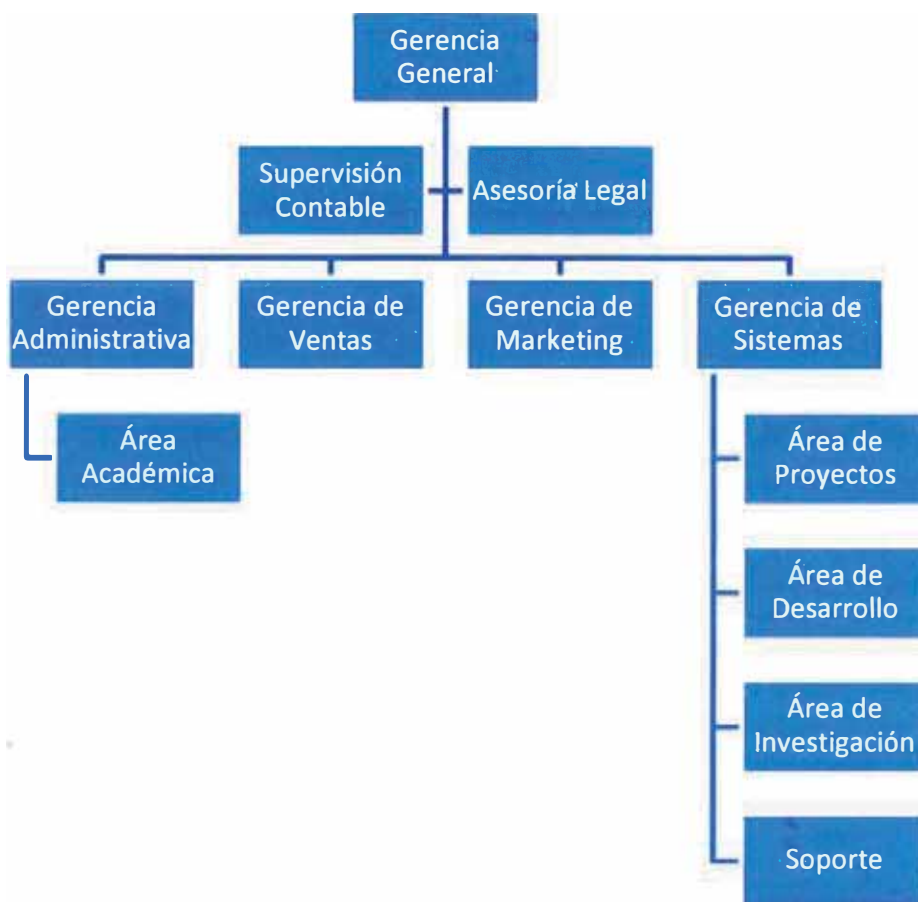 Gerencia
General
Supervisión
Contable
Asesoría Legal
Gerencia
Administrativa
Gerencia de
Ventas
Gerencia de
Marketing
Gerencia de
Sistemas
Área
Académica
Área de
Proyectos
Área de
Desarrollo
Área de
Investigación
Soporte